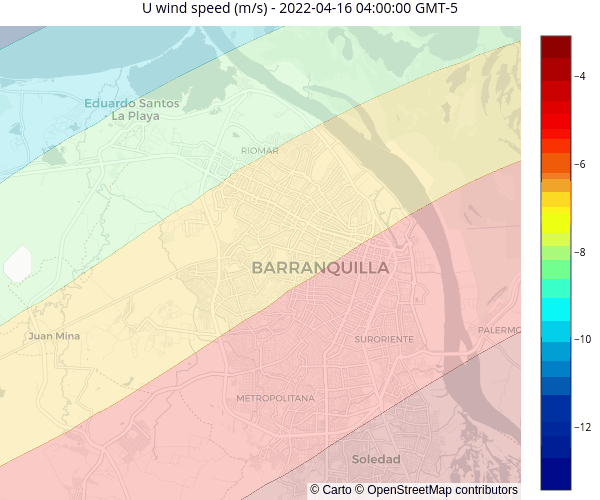 U wind speed (m/s) - 2022-04-16 04:00:00 GMT-5
Eduardo Santos
La Playa
RIOMAR
BARRANQUILLA
Juan Mina
SURORIENTE
PALERMO
METROPOLITANA
Soledad
−4
−6
−8
−10
−12
© Carto © OpenStreetMap contributors